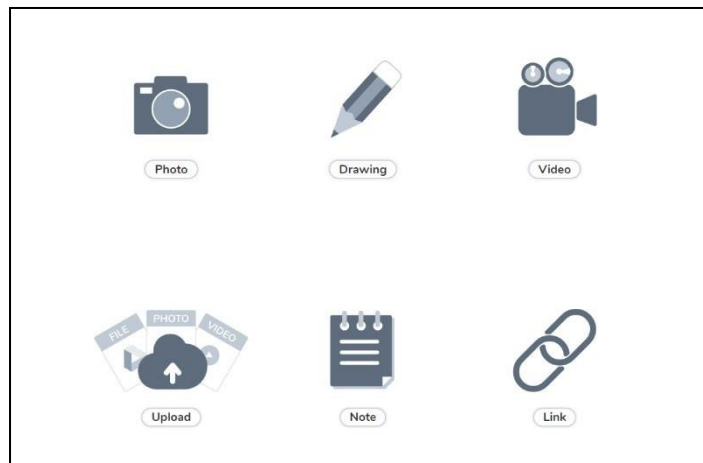 Photo
Drawing
Video
FILE
PHOTO
VIDEO
Upload
Note
Link